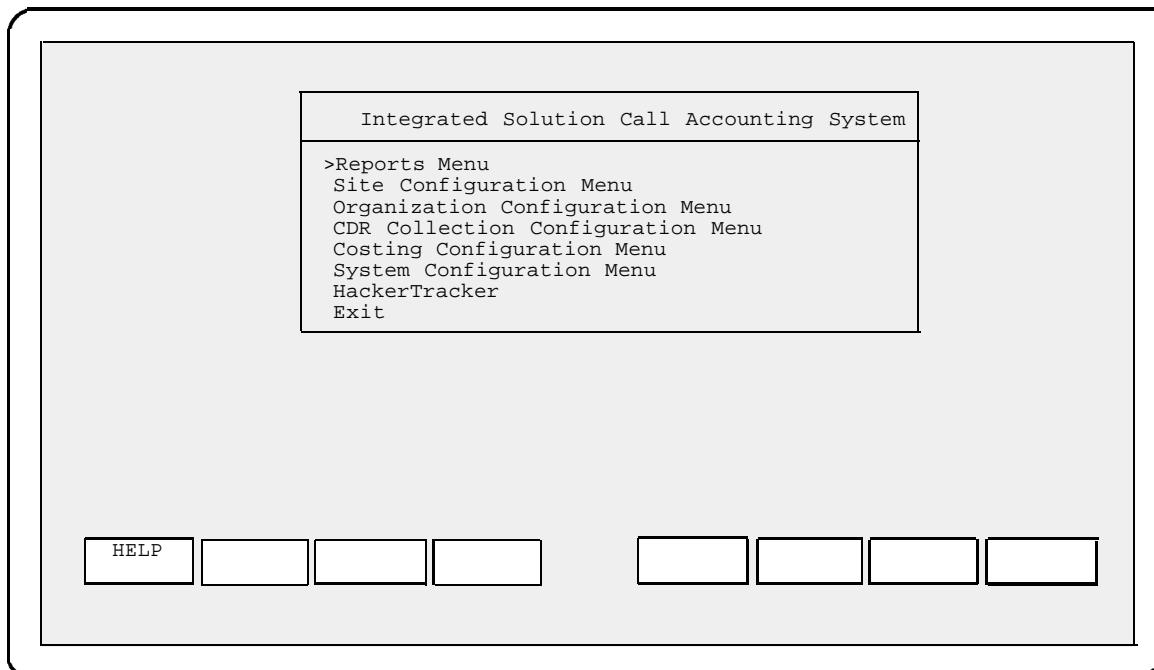 Integrated Solution Call Accounting System
>Reports Menu
Site Configuration Menu
Organization Configuration Menu
CDR Collection Configuration Menu
Costing Configuration Menu
System Configuration Menu
HackerTracker
Exit
HELP